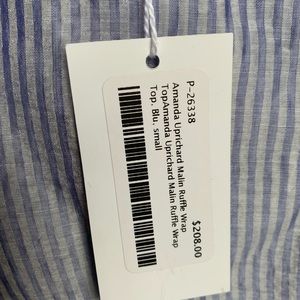 P-26338
$208.00
Amanda Uprichard Malin Ruffle Wrap
TopAmanda Uprichard Malin Ruffle Wrap
Top. Blu. small